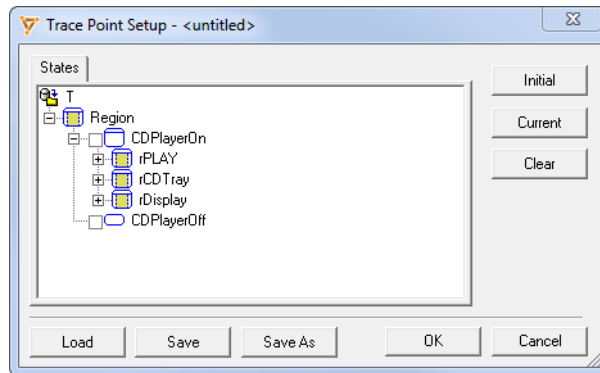 Trace Point Setup - <untitled>
States
T
Region
CDPlayerOn
rPLAY
rCDTray
rDisplay
CDPlayerOff
Initial
Current
Clear
Load
Save
Save As
OK
Cancel